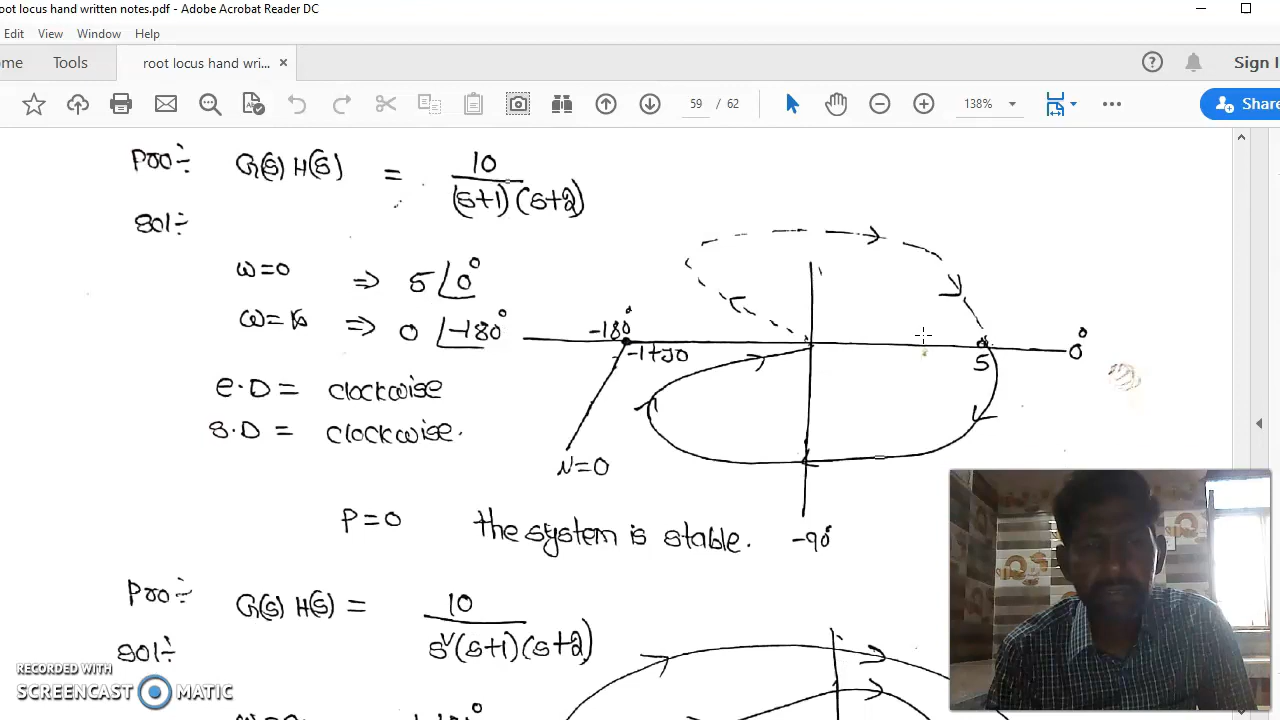 root locus hand written notes.pdf - Adobe Acrobat Reader DC
Edit View Window Help
ome Tools root locus hand wri... × Sign I
59 / 62 138% Share
Pro÷ G(s) H(s) = 10 / (s+1)(s+2)
Sol÷
ω=0 ⇒ 5∠0°
ω=∞ ⇒ 0∠-180°
e.D = clockwise
S.D = clockwise.
-180°
-1+J0
5
0°
N=0
-90°
P=0 the system is stable.
Pro÷ G(s) H(s) = 10 / s²(s+1)(s+2)
Sol÷
RECORDED WITH
SCREENCAST MATIC